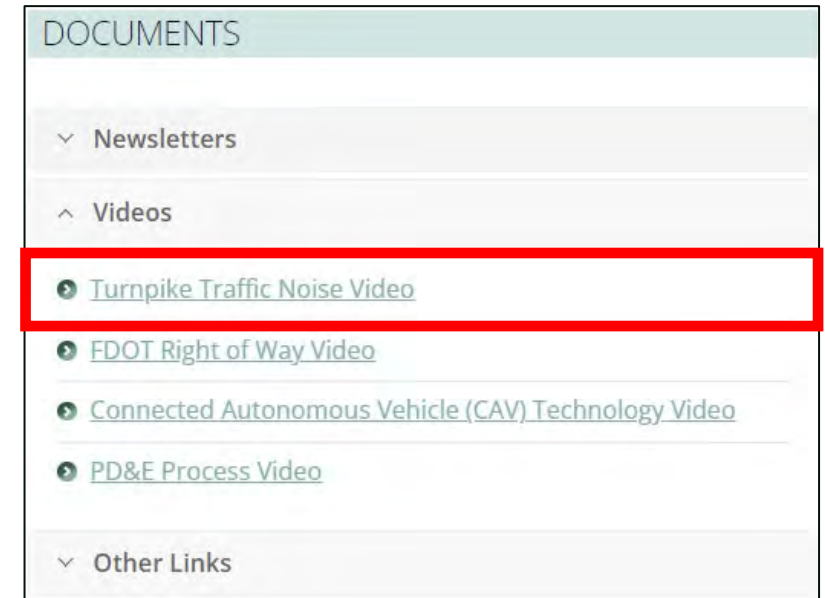 DOCUMENTS
Newsletters
Videos
Turnpike Traffic Noise Video
FDOT Right of Way Video
Connected Autonomous Vehicle (CAV) Technology Video
PD&E Process Video
Other Links